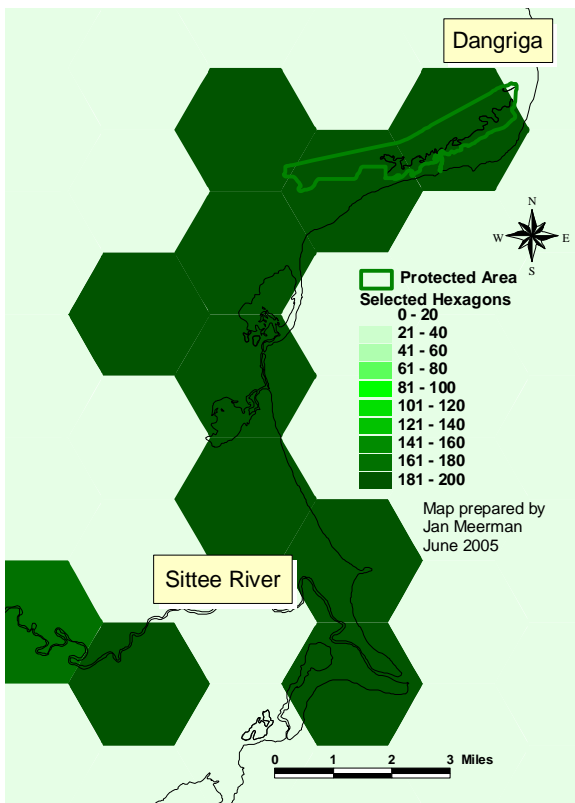 Dangriga
N
W E
S
Protected Area
Selected Hexagons
0 - 20
21 - 40
41 - 60
61 - 80
81 - 100
101 - 120
121 - 140
141 - 160
161 - 180
181 - 200
Map prepared by
Jan Meerman
June 2005
Sittee River
0 1 2 3 Miles